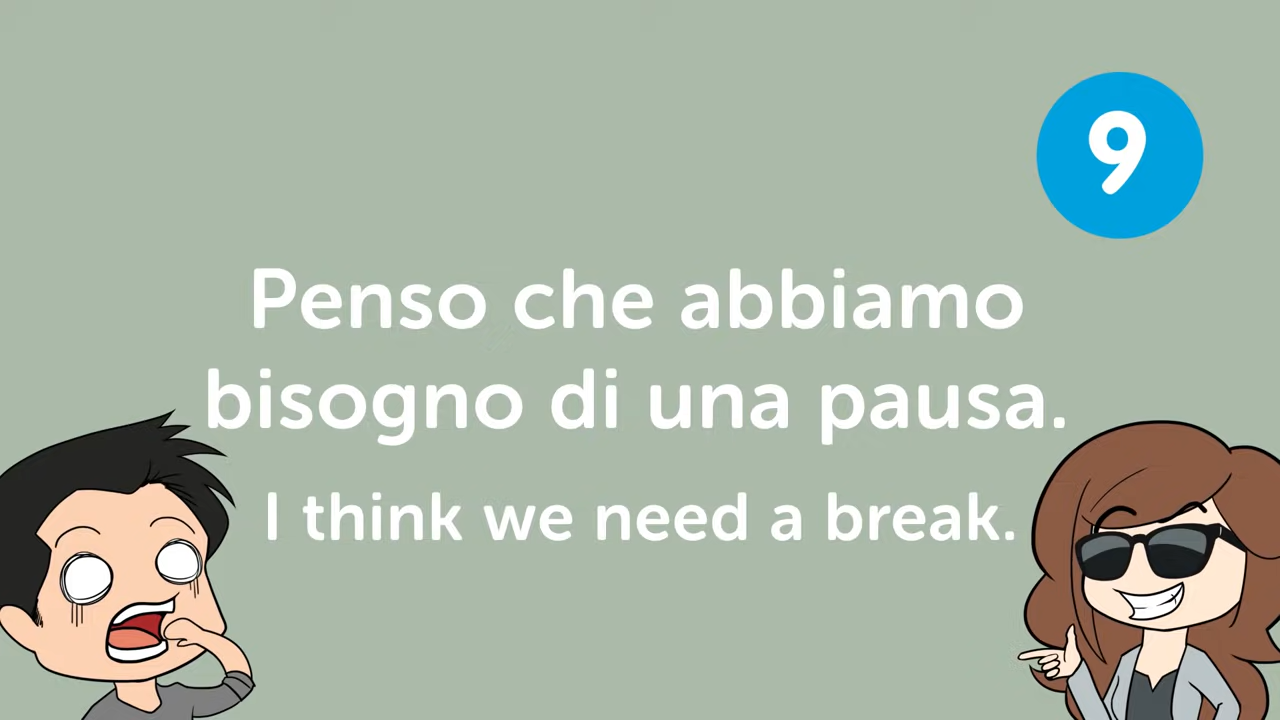 9
Penso che abbiamo
bisogno di una pausa.
I think we need a break.